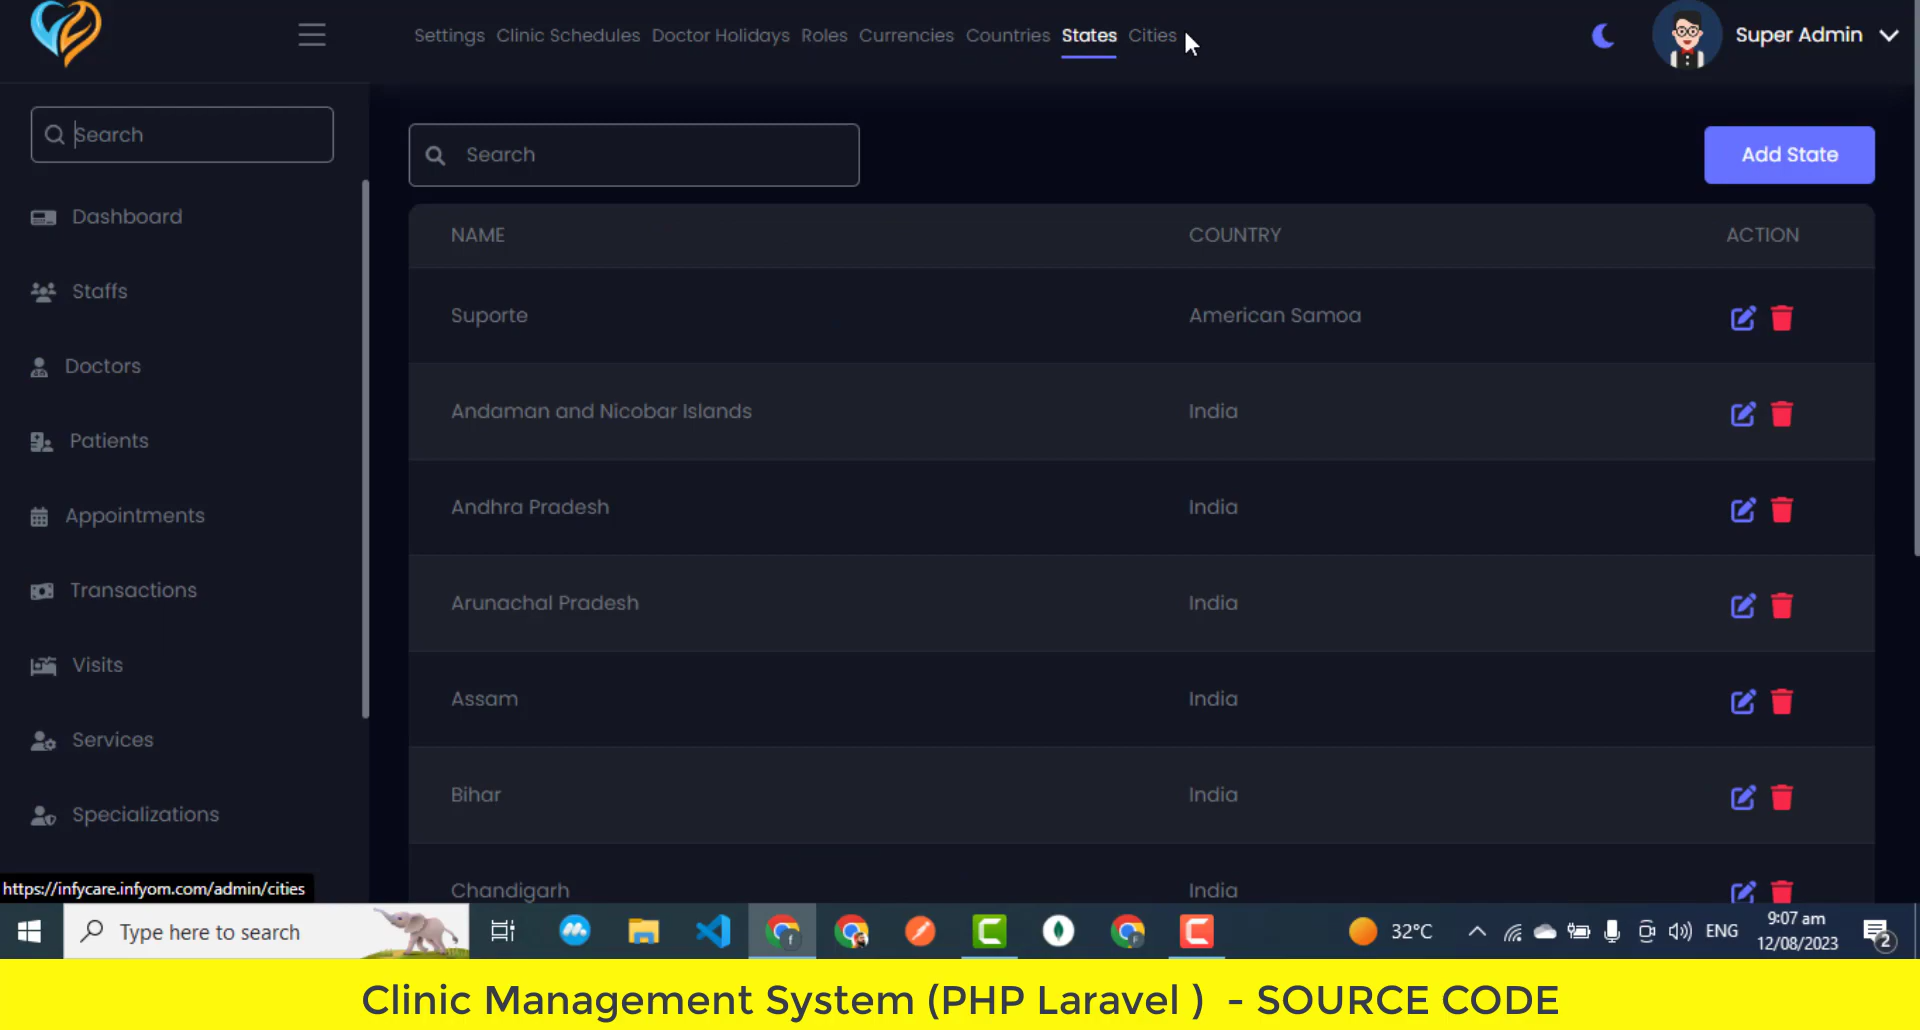 Settings Clinic Schedules Doctor Holidays Roles Currencies Countries States Cities
Super Admin
Search
Search
Add State
Dashboard
Staffs
Doctors
Patients
Appointments
Transactions
Visits
Services
Specializations
NAME COUNTRY ACTION
Suporte American Samoa
Andaman and Nicobar Islands India
Andhra Pradesh India
Arunachal Pradesh India
Assam India
Bihar India
Chandigarh India
https://infycare.infyom.com/admin/cities
Type here to search
32°C
ENG
9:07 am
12/08/2023
2
Clinic Management System (PHP Laravel ) - SOURCE CODE